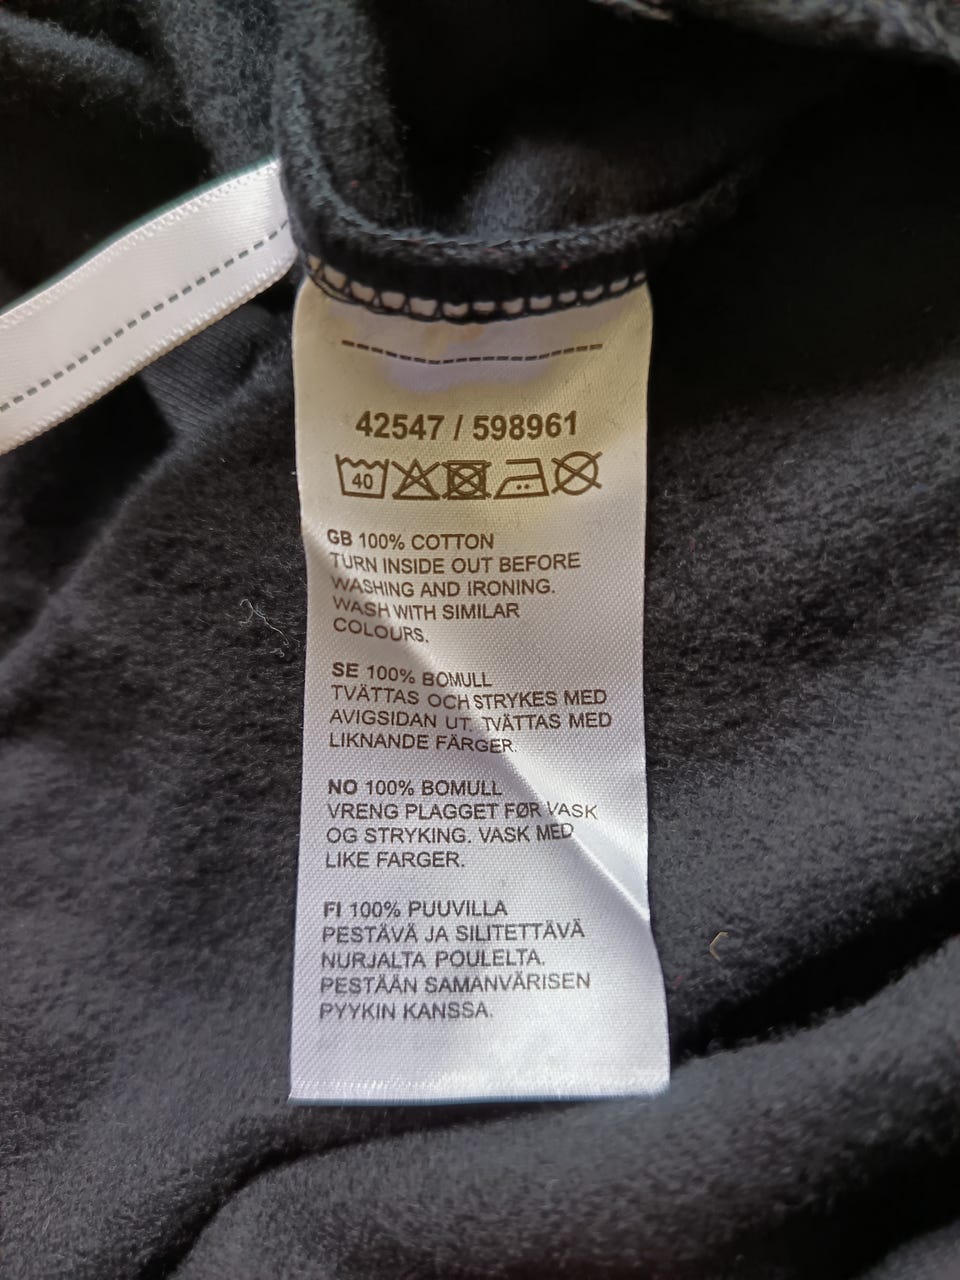 42547 / 598961
40
GB 100% COTTON
TURN INSIDE OUT BEFORE
WASHING AND IRONING.
WASH WITH SIMILAR
COLOURS.
SE 100% BOMULL
TVÄTTAS OCH STRYKES MED
AVIGSIDAN UT. TVÄTTAS MED
LIKNANDE FÄRGER.
NO 100% BOMULL
VRENG PLAGGET FØR VASK
OG STRYKING. VASK MED
LIKE FARGER.
FI 100% PUUVILLA
PESTÄVÄ JA SILITETTÄVÄ
NURJALTA POULELTA.
PESTÄÄN SAMANVÄRISEN
PYYKIN KANSSA.